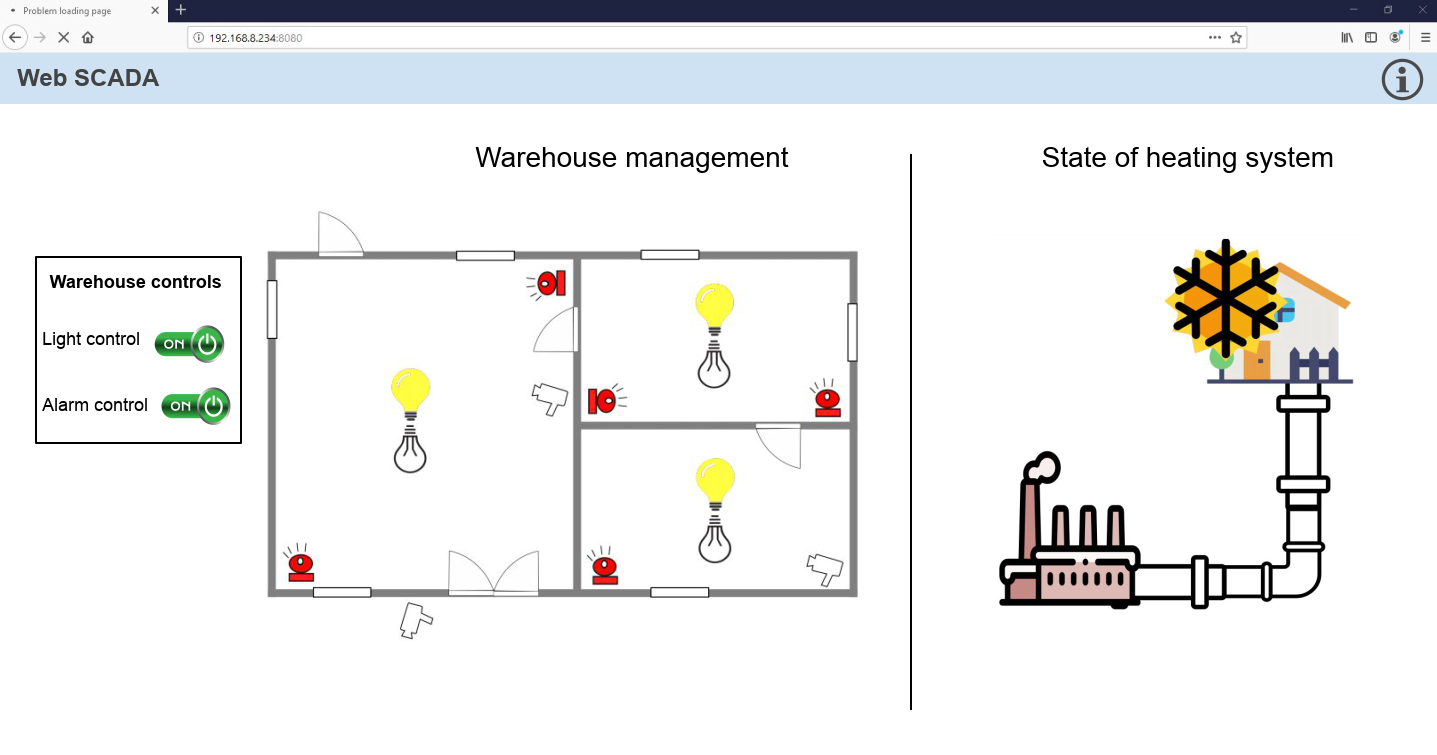 Problem loading page
192.168.8.234:8080
Web SCADA
Warehouse management
State of heating system
Warehouse controls
Light control ON
Alarm control ON